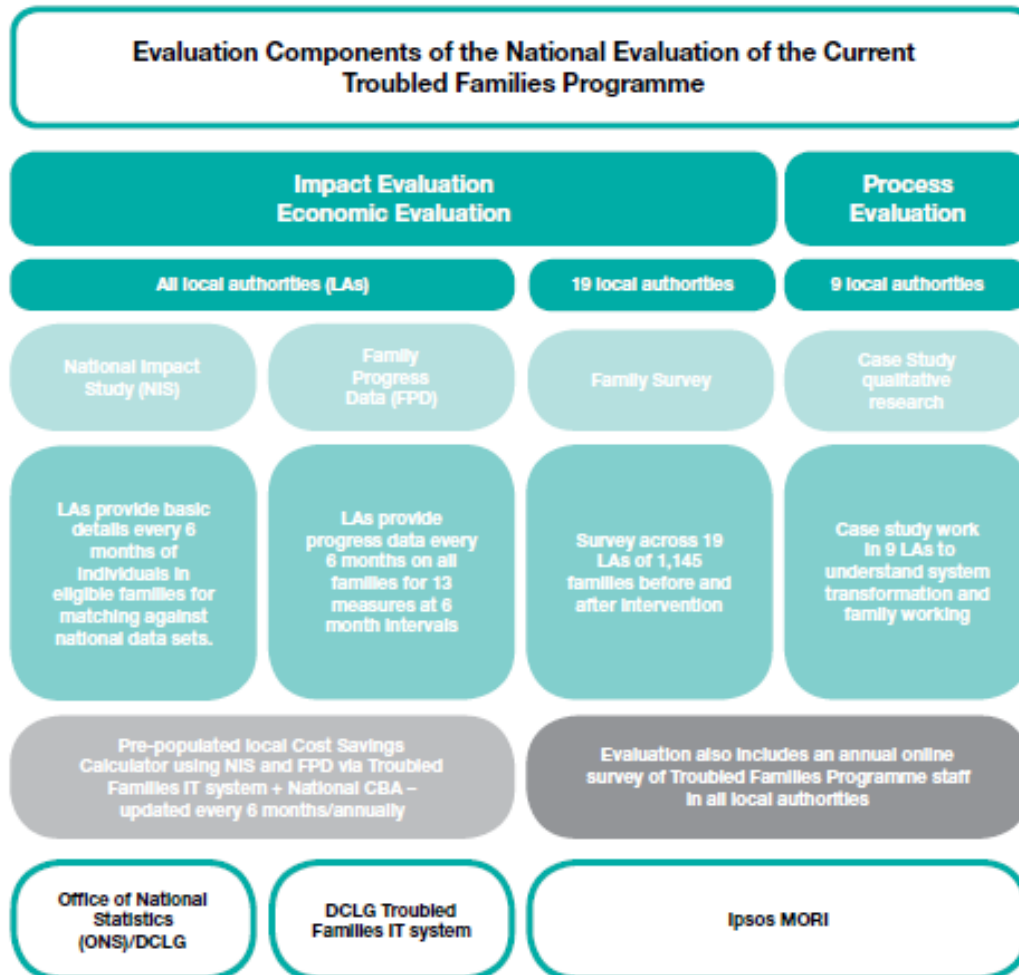 Evaluation Components of the National Evaluation of the Current
Troubled Families Programme
Impact Evaluation
Economic Evaluation
Process
Evaluation
All local authorities (LAs)
19 local authorities
9 local authorities
National Impact
Study (NIS)
Family
Progress
Data (FPD)
Family Survey
Case Study
qualitative
research
LAs provide basic
details every 6
months of
individuals in
eligible families for
matching against
national data sets.
LAs provide
progress data every
6 months on all
families for 13
measures at 6
month intervals
Survey across 19
LAs of 1,145
families before and
after intervention
Case study work
in 9 LAs to
understand system
transformation and
family working
Pre-populated local Cost Savings
Calculator using NIS and FPD via Troubled
Families IT system + National CBA –
updated every 6 months/annually
Evaluation also includes an annual online
survey of Troubled Families Programme staff
in all local authorities
Office of National
Statistics
(ONS)/DCLG
DCLG Troubled
Families IT system
Ipsos MORI